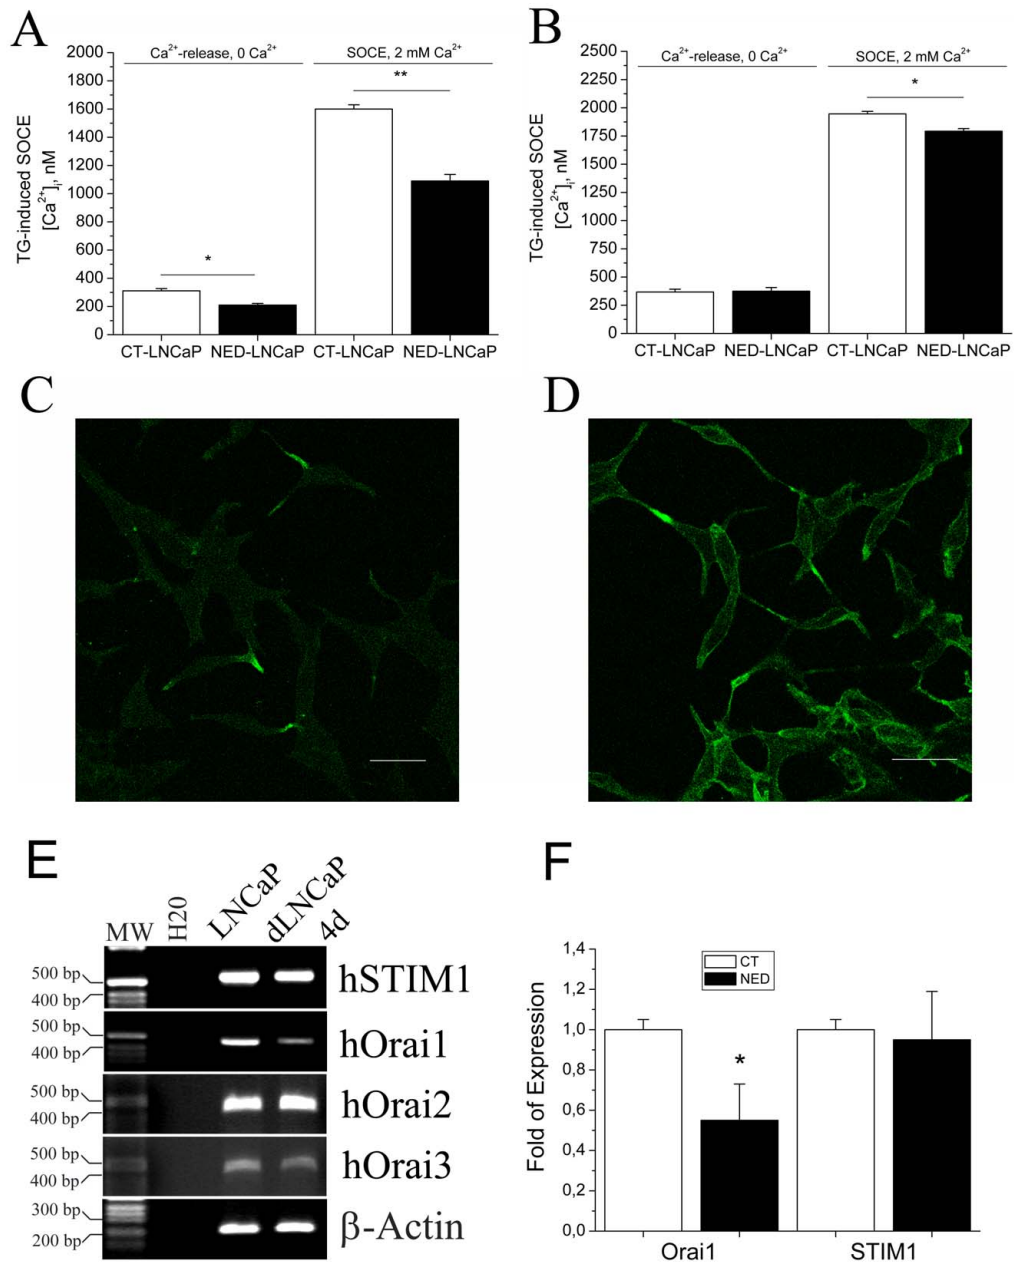 A
Ca²⁺-release, 0 Ca²⁺
SOCE, 2 mM Ca²⁺
TG-induced SOCE
[Ca²⁺]ᵢ, nM
2000
1800
1600
1400
1200
1000
800
600
400
200
0
*
**
CT-LNCaP
NED-LNCaP
CT-LNCaP
NED-LNCaP
B
Ca²⁺-release, 0 Ca²⁺
SOCE, 2 mM Ca²⁺
TG-induced SOCE
[Ca²⁺]ᵢ, nM
2500
2250
2000
1750
1500
1250
1000
750
500
250
0
*
CT-LNCaP
NED-LNCaP
CT-LNCaP
NED-LNCaP
C
D
E
MW
H20
LNCaP
dLNCaP
4d
500 bp
400 bp
hSTIM1
500 bp
400 bp
hOrai1
500 bp
400 bp
hOrai2
500 bp
400 bp
hOrai3
300 bp
200 bp
β-Actin
F
Fold of Expression
1,4
1,2
1,0
0,8
0,6
0,4
0,2
0,0
CT
NED
*
Orai1
STIM1